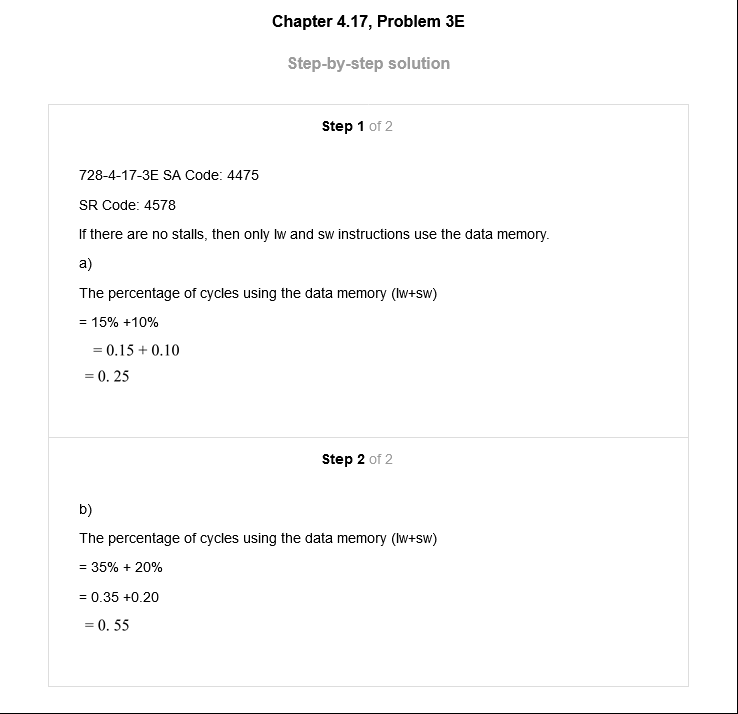 Chapter 4.17, Problem 3E
Step-by-step solution
Step 1 of 2
728-4-17-3E SA Code: 4475
SR Code: 4578
If there are no stalls, then only lw and sw instructions use the data memory.
a)
The percentage of cycles using the data memory (lw+sw)
= 15% +10%
= 0.15 + 0.10
= 0. 25
Step 2 of 2
b)
The percentage of cycles using the data memory (lw+sw)
= 35% + 20%
= 0.35 +0.20
= 0. 55